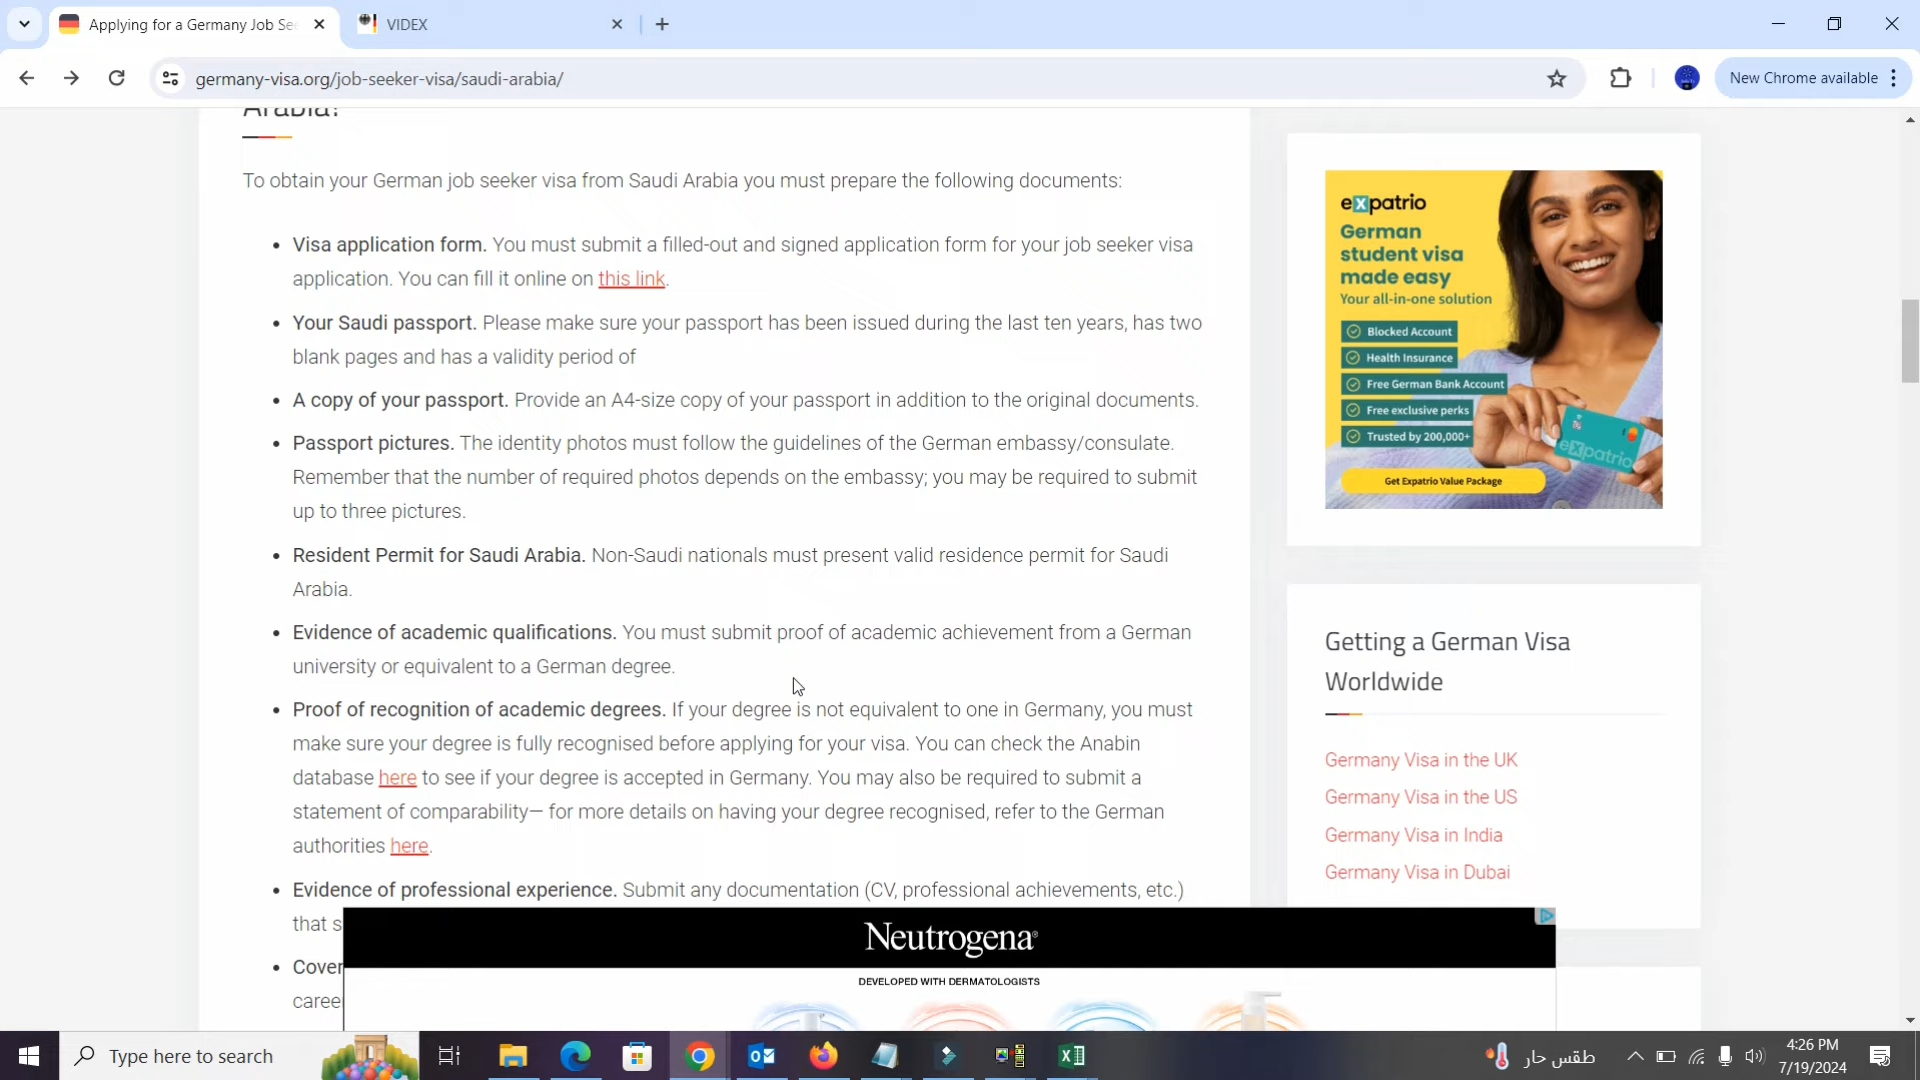 Applying for a Germany Job See
VIDEX
germany-visa.org/job-seeker-visa/saudi-arabia/
New Chrome available
Arabia?
To obtain your German job seeker visa from Saudi Arabia you must prepare the following documents:
Visa application form. You must submit a filled-out and signed application form for your job seeker visa
application. You can fill it online on this link.
Your Saudi passport. Please make sure your passport has been issued during the last ten years, has two
blank pages and has a validity period of
A copy of your passport. Provide an A4-size copy of your passport in addition to the original documents.
Passport pictures. The identity photos must follow the guidelines of the German embassy/consulate.
Remember that the number of required photos depends on the embassy; you may be required to submit
up to three pictures.
Resident Permit for Saudi Arabia. Non-Saudi nationals must present valid residence permit for Saudi
Arabia.
Evidence of academic qualifications. You must submit proof of academic achievement from a German
university or equivalent to a German degree.
Proof of recognition of academic degrees. If your degree is not equivalent to one in Germany, you must
make sure your degree is fully recognised before applying for your visa. You can check the Anabin
database here to see if your degree is accepted in Germany. You may also be required to submit a
statement of comparability— for more details on having your degree recognised, refer to the German
authorities here.
Evidence of professional experience. Submit any documentation (CV, professional achievements, etc.)
that s
Cover
caree
expatrio
German
student visa
made easy
Your all-in-one solution
Blocked Account
Health Insurance
Free German Bank Account
Free exclusive perks
Trusted by 200,000+
expatrio
Get Expatrio Value Package
Getting a German Visa
Worldwide
Germany Visa in the UK
Germany Visa in the US
Germany Visa in India
Germany Visa in Dubai
Neutrogena®
DEVELOPED WITH DERMATOLOGISTS
Type here to search
طقس حار
4:26 PM
7/19/2024